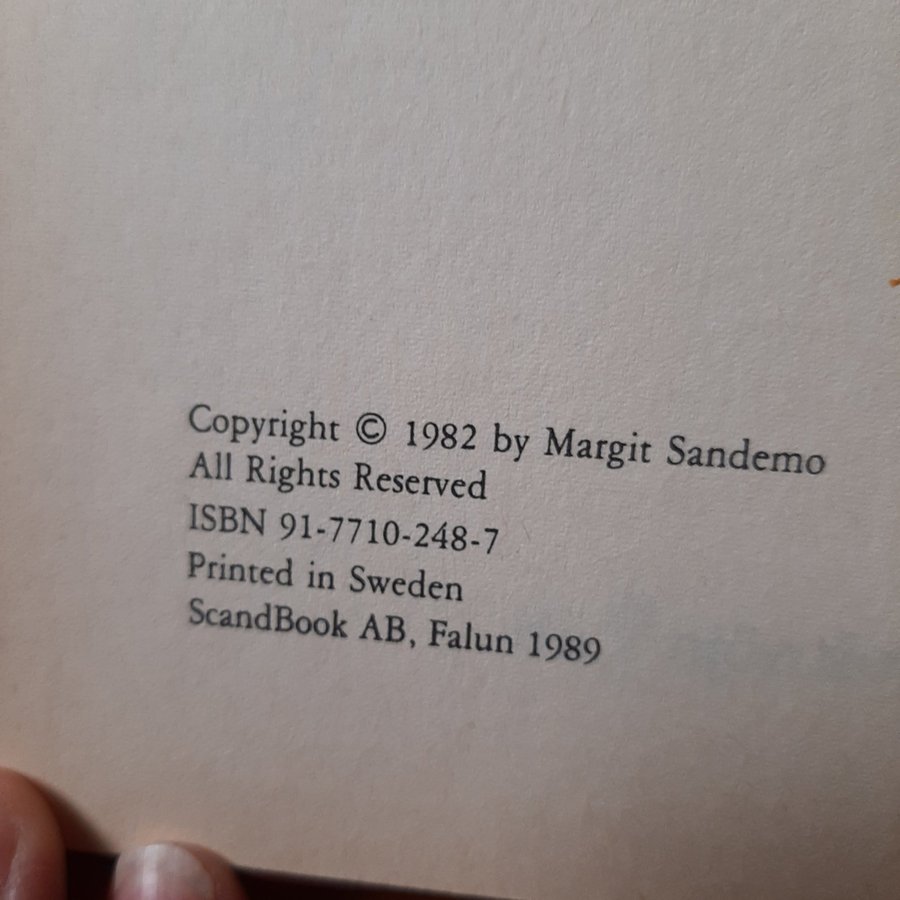 Copyright © 1982 by Margit Sandemo
All Rights Reserved
ISBN 91-7710-248-7
Printed in Sweden
ScandBook AB, Falun 1989